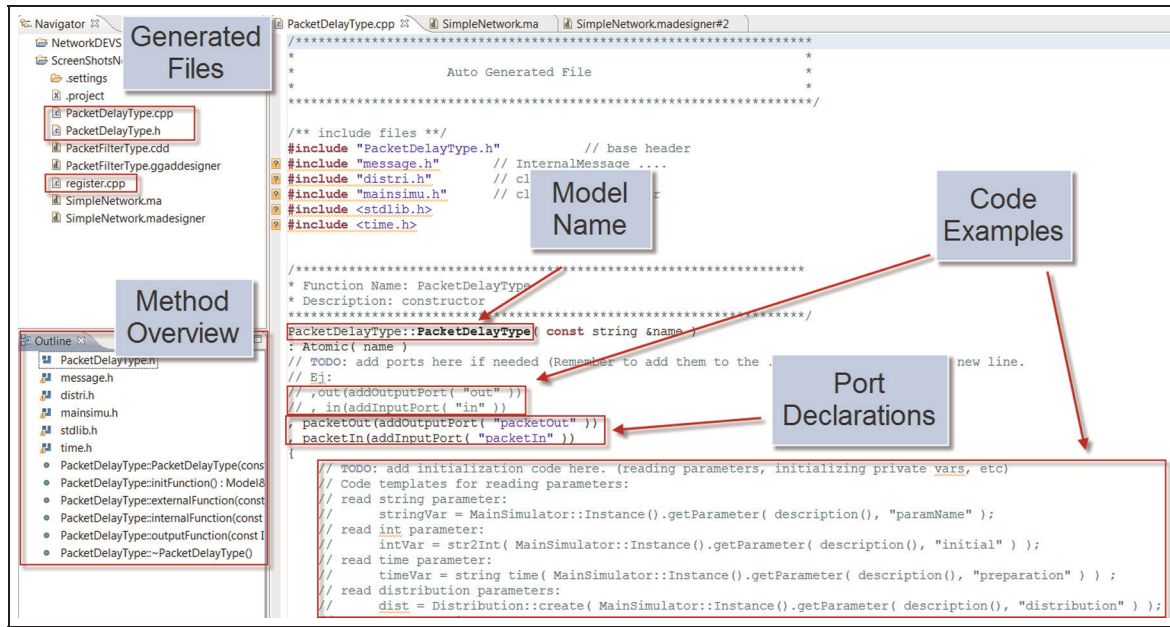 Navigator
NetworkDEVS
ScreenShotsN
.settings
.project
PacketDelayType.cpp
PacketDelayType.h
PacketFilterType.cdd
PacketFilterType.ggaddesigner
register.cpp
SimpleNetwork.ma
SimpleNetwork.madesigner
Generated
Files
Method
Overview
Outline
PacketDelayType.h
message.h
distri.h
mainsimu.h
stdlib.h
time.h
PacketDelayType::PacketDelayType(cons
PacketDelayType::initFunction() : Model&
PacketDelayType::externalFunction(const
PacketDelayType::internalFunction(const
PacketDelayType::outputFunction(const I
PacketDelayType::~PacketDelayType()
PacketDelayType.cpp SimpleNetwork.ma SimpleNetwork.madesigner#2
/*******************************************************************
*                                                                  *
*                    Auto Generated File                           *
*                                                                  *
********************************************************************/
/** include files **/
#include "PacketDelayType.h" // base header
#include "message.h" // InternalMessage ....
#include "distri.h" // cl
#include "mainsimu.h" // cl r
#include <stdlib.h>
#include <time.h>
Model
Name
Code
Examples
/*******************************************************************
* Function Name: PacketDelayType
* Description: constructor
********************************************************************/
PacketDelayType::PacketDelayType( const string &name )
: Atomic( name )
// TODO: add ports here if needed (Remember to add them to the . new line.
// Ej:
// ,out(addOutputPort( "out" ))
// , in(addInputPort( "in" ))
, packetOut(addOutputPort( "packetOut" ))
, packetIn(addInputPort( "packetIn" ))
{
Port
Declarations
// TODO: add initialization code here. (reading parameters, initializing private vars, etc)
// Code templates for reading parameters:
// read string parameter:
// stringVar = MainSimulator::Instance().getParameter( description(), "paramName" );
// read int parameter:
// intVar = str2Int( MainSimulator::Instance().getParameter( description(), "initial" ) );
// read time parameter:
// timeVar = string time( MainSimulator::Instance().getParameter( description(), "preparation" ) ) ;
// read distribution parameters:
// dist = Distribution::create( MainSimulator::Instance().getParameter( description(), "distribution" ) );